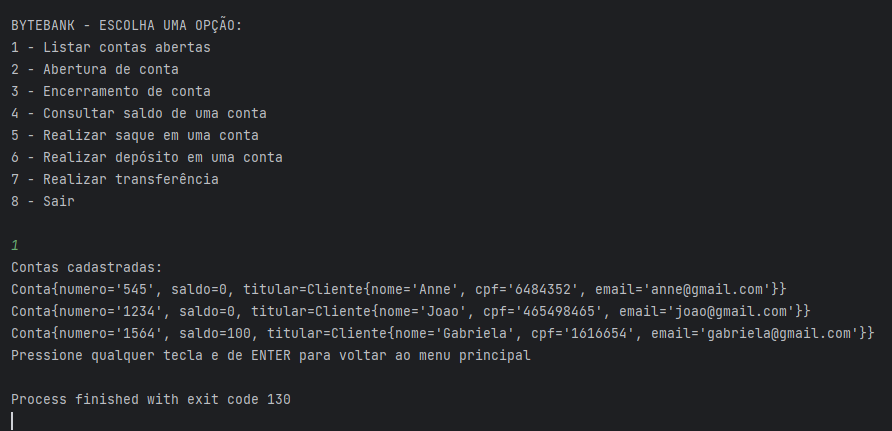 BYTEBANK - ESCOLHA UMA OPÇÃO:
1 - Listar contas abertas
2 - Abertura de conta
3 - Encerramento de conta
4 - Consultar saldo de uma conta
5 - Realizar saque em uma conta
6 - Realizar depósito em uma conta
7 - Realizar transferência
8 - Sair
1
Contas cadastradas:
Conta{numero='545', saldo=0, titular=Cliente{nome='Anne', cpf='6484352', email='anne@gmail.com'}}
Conta{numero='1234', saldo=0, titular=Cliente{nome='Joao', cpf='465498465', email='joao@gmail.com'}}
Conta{numero='1564', saldo=100, titular=Cliente{nome='Gabriela', cpf='1616654', email='gabriela@gmail.com'}}
Pressione qualquer tecla e de ENTER para voltar ao menu principal
Process finished with exit code 130